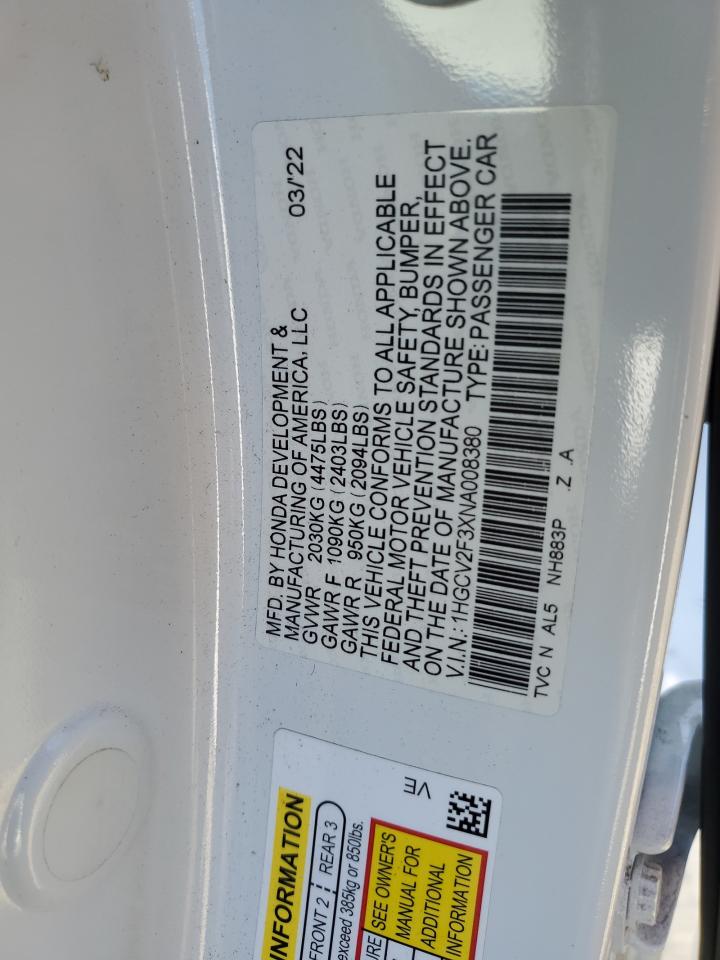 03/'22
MFD. BY HONDA DEVELOPMENT &
MANUFACTURING OF AMERICA, LLC
GVWR 2030KG (4475LBS)
GAWR F 1090KG (2403LBS)
GAWR R 950KG (2094LBS)
THIS VEHICLE CONFORMS TO ALL APPLICABLE
FEDERAL MOTOR VEHICLE SAFETY, BUMPER,
AND THEFT PREVENTION STANDARDS IN EFFECT
ON THE DATE OF MANUFACTURE SHOWN ABOVE.
V.I.N.: 1HGCV2F3XNA008380 TYPE: PASSENGER CAR
TVC N AL5 NH883P .Z .A
INFORMATION
FRONT 2 REAR 3
exceed 385kg or 850lbs.
SEE OWNER'S
MANUAL FOR
ADDITIONAL
INFORMATION
VE